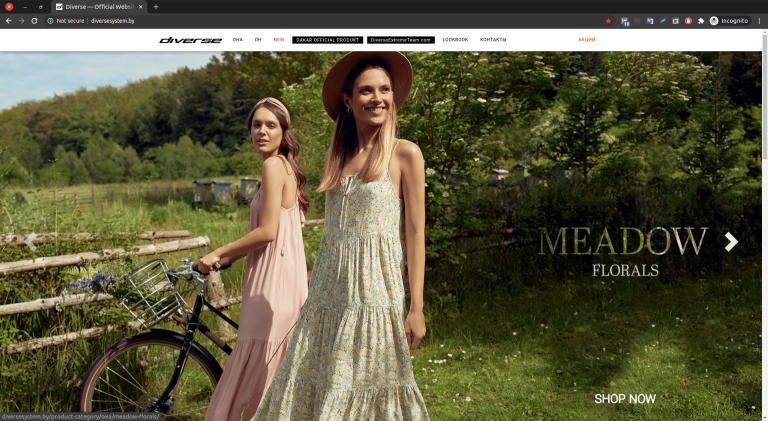 Diverse — Official Websit
Not secure | diversesystem.by
Incognito
diverse ОНА ОН NEW DAKAR OFFICIAL PRODUKT DiverseExtremeTeam.com LOOKBOOK КОНТАКТЫ АКЦИИ
MEADOW
FLORALS
SHOP NOW
diversesystem.by/product-category/она/meadow-florals/